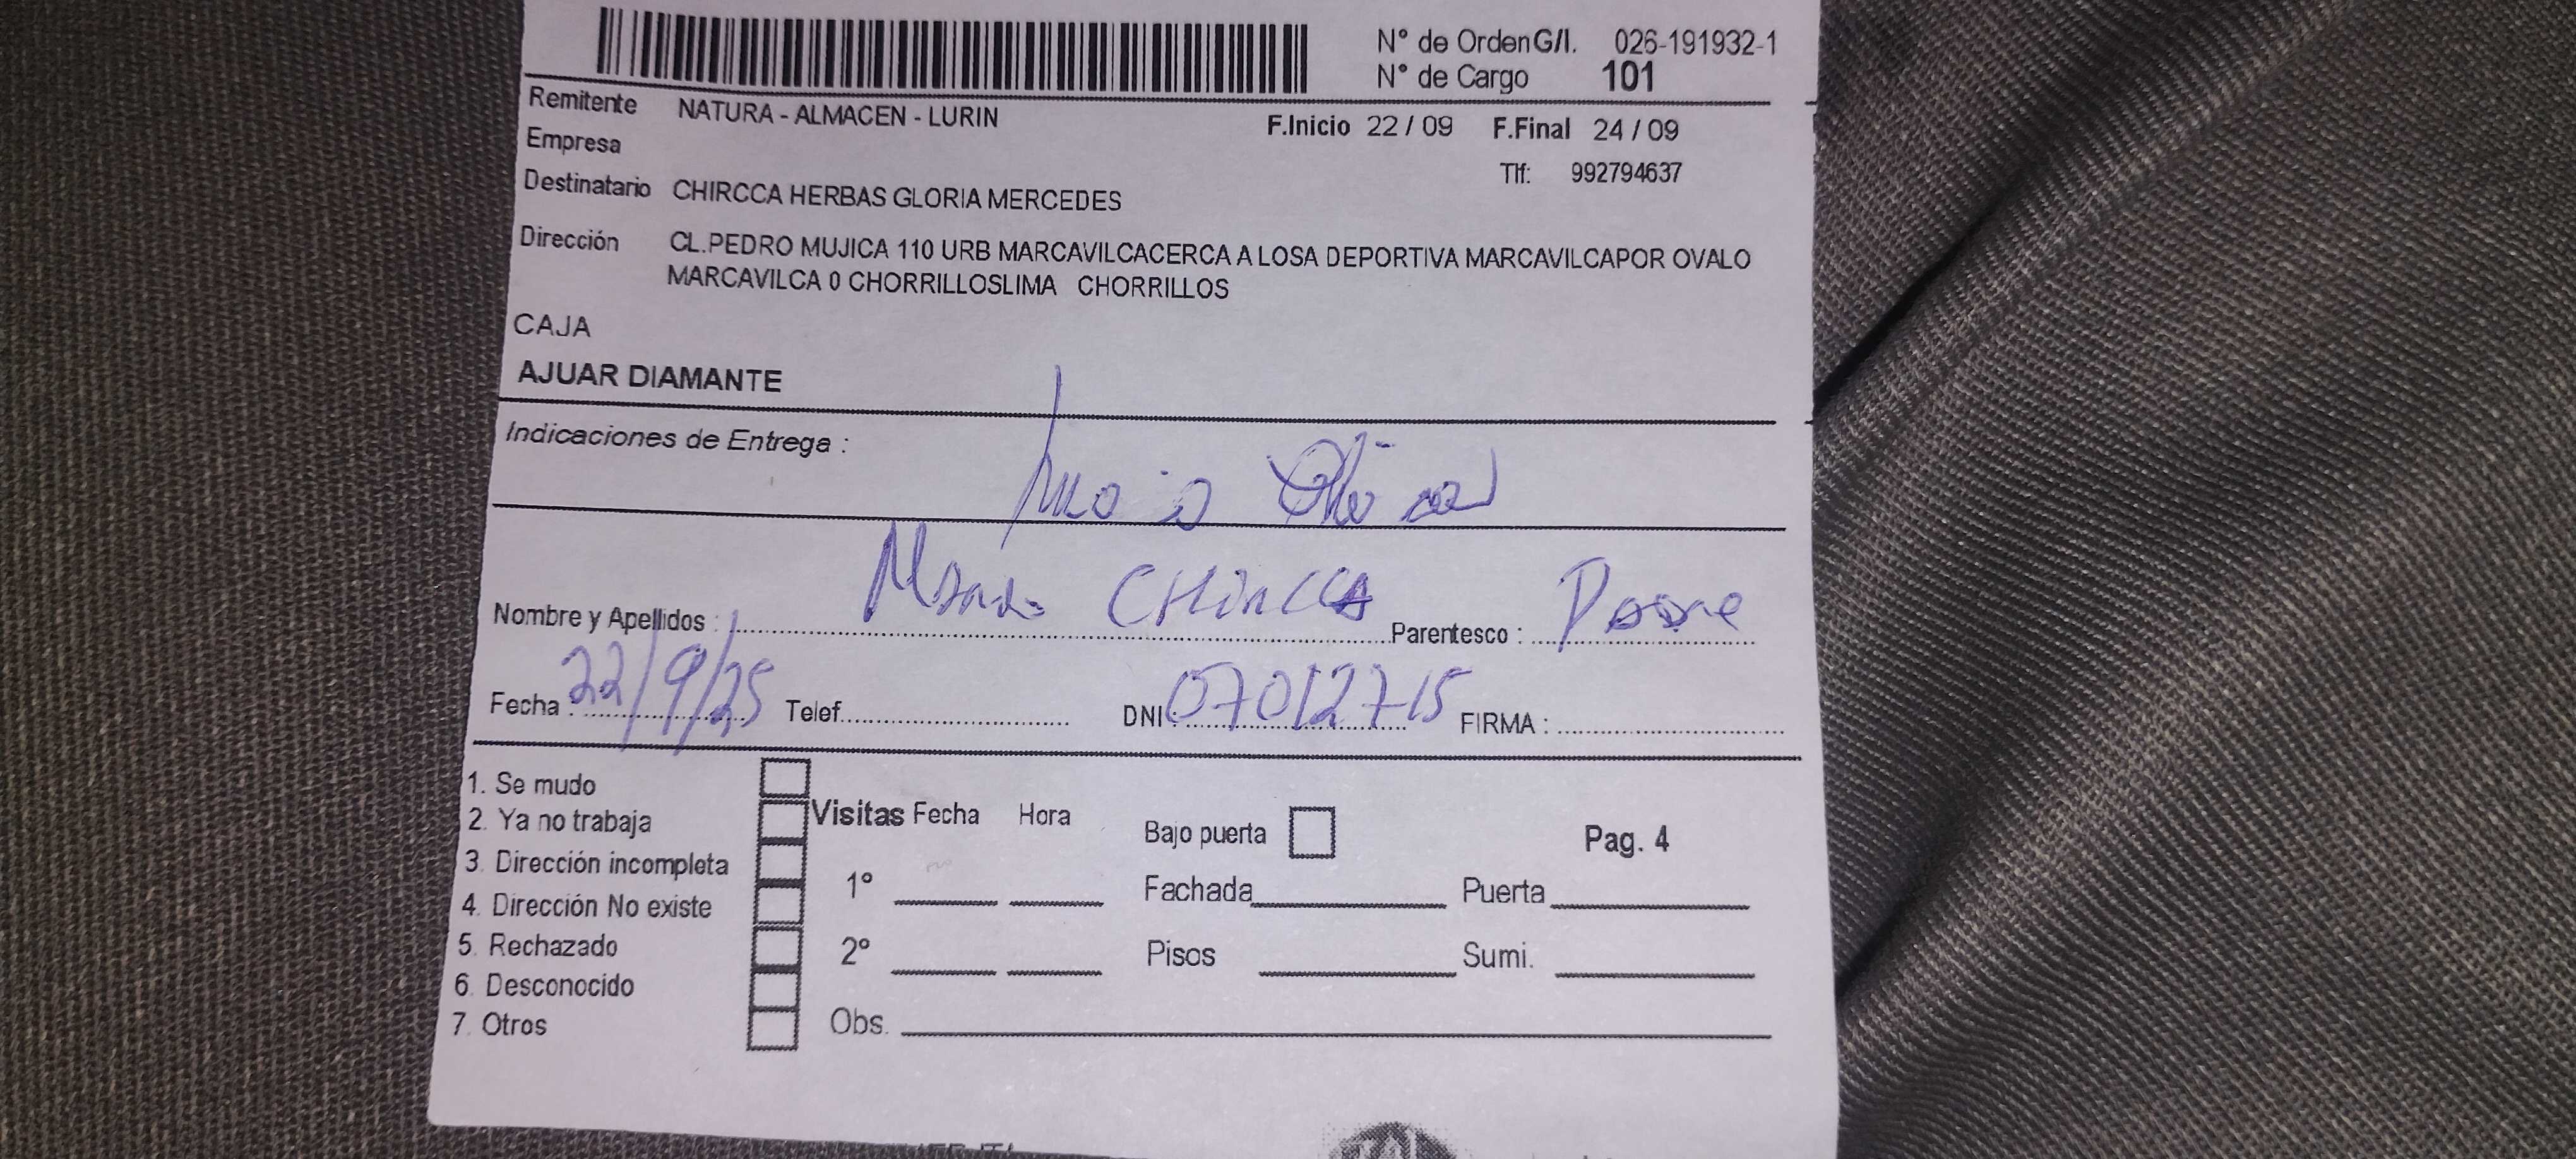 N° de Orden G/I. 026-191932-1
N° de Cargo 101
Remitente NATURA - ALMACEN - LURIN
F.Inicio 22 / 09 F.Final 24 / 09
Empresa
Tlf: 992794637
Destinatario CHIRCCA HERBAS GLORIA MERCEDES
Dirección CL.PEDRO MUJICA 110 URB MARCAVILCACERCA A LOSA DEPORTIVA MARCAVILCAPOR OVALO
MARCAVILCA 0 CHORRILLOSLIMA CHORRILLOS
CAJA
AJUAR DIAMANTE
Indicaciones de Entrega :
Nombre y Apellidos : CHIRCCA Parentesco : Padre
Fecha : 22/9/25 Telef. DNI : 07012715 FIRMA :
1. Se mudo
2. Ya no trabaja
3. Dirección incompleta
4. Dirección No existe
5. Rechazado
6. Desconocido
7. Otros
Visitas Fecha Hora
1°
2°
Bajo puerta
Pag. 4
Fachada Puerta
Pisos Sumi.
Obs.